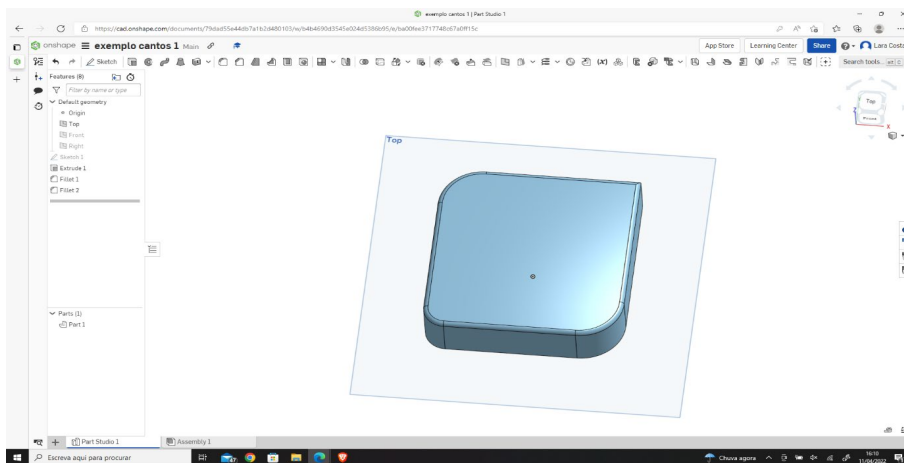 exemplo cantos 1 | Part Studio 1
https://cad.onshape.com/documents/79dad55e44db7a1b2d480103/w/b4b4690d3545e024d5386b95/e/ba00fee3717748c67a0ff15c
onshape exemplo cantos 1 Main
App Store Learning Center Share Lara Costa
Sketch
Search tools...
Features (8)
Filter by name or type
Default geometry
Origin
Top
Front
Right
Sketch 1
Extrude 1
Fillet 1
Fillet 2
Top
Top
X
Parts (1)
Part 1
Part Studio 1 Assembly 1
Escreva aqui para procurar
Chuva agora
16:10
11/04/2022